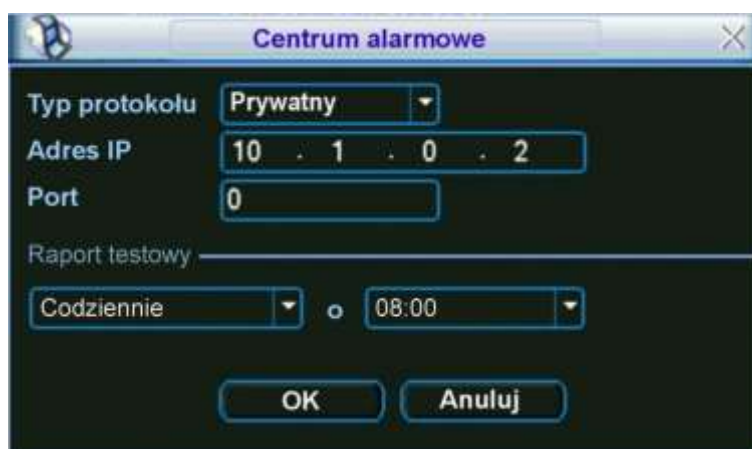 Centrum alarmowe
Typ protokołu Prywatny
Adres IP 10 . 1 . 0 . 2
Port 0
Raport testowy
Codziennie o 08:00
OK Anuluj